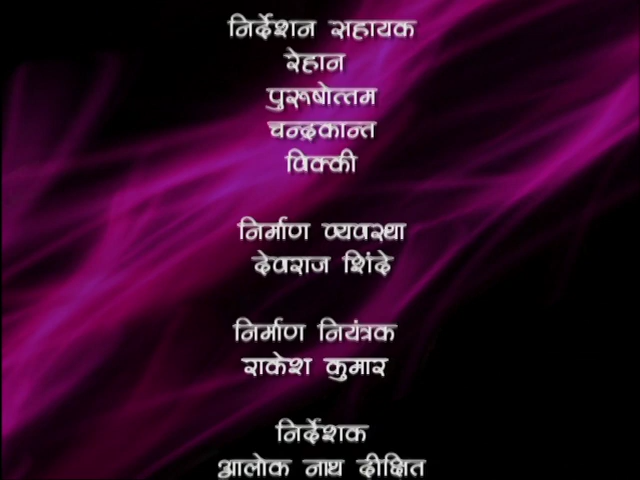 निर्देशन सहायक
रेहान
पुरूषोत्तम
चन्द्रकान्त
विक्की
निर्माण व्यवस्था
देवराज शिंदे
निर्माण नियंत्रक
राकेश कुमार
निर्देशक
आलोक नाथ दीक्षित